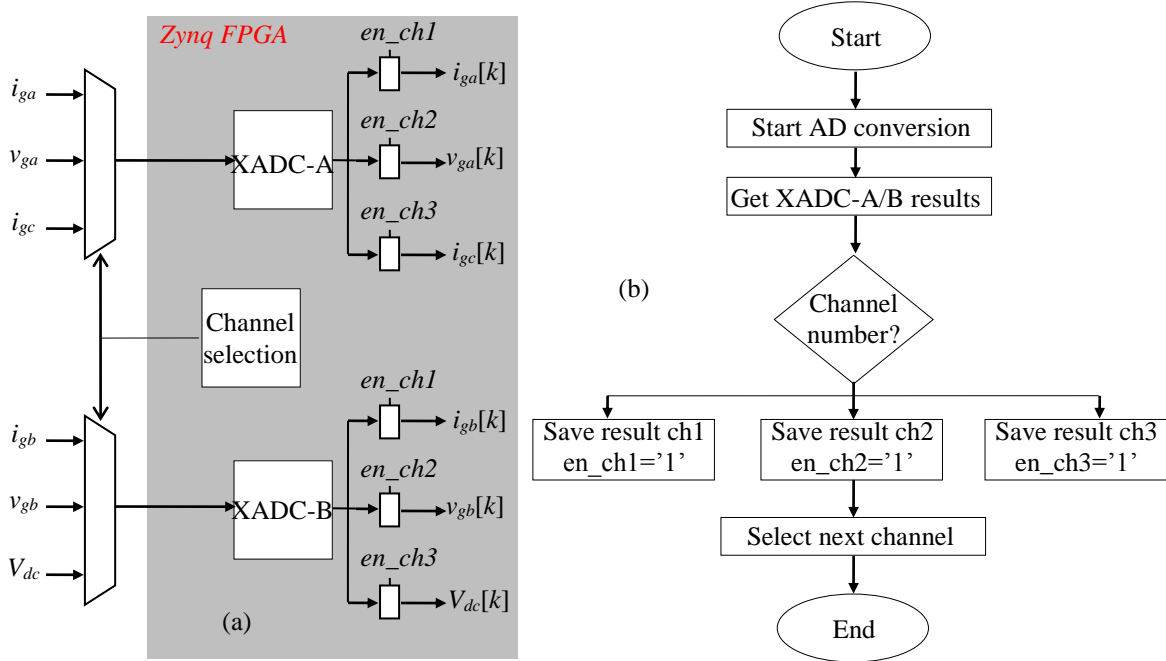 Zynq FPGA
i_ga
v_ga
i_gc
XADC-A
en_ch1
i_ga[k]
en_ch2
v_ga[k]
en_ch3
i_gc[k]
Channel
selection
i_gb
v_gb
V_dc
XADC-B
en_ch1
i_gb[k]
en_ch2
v_gb[k]
en_ch3
V_dc[k]
(a)
Start
Start AD conversion
Get XADC-A/B results
(b)
Channel
number?
Save result ch1
en_ch1=’1’
Save result ch2
en_ch2=’1’
Save result ch3
en_ch3=’1’
Select next channel
End